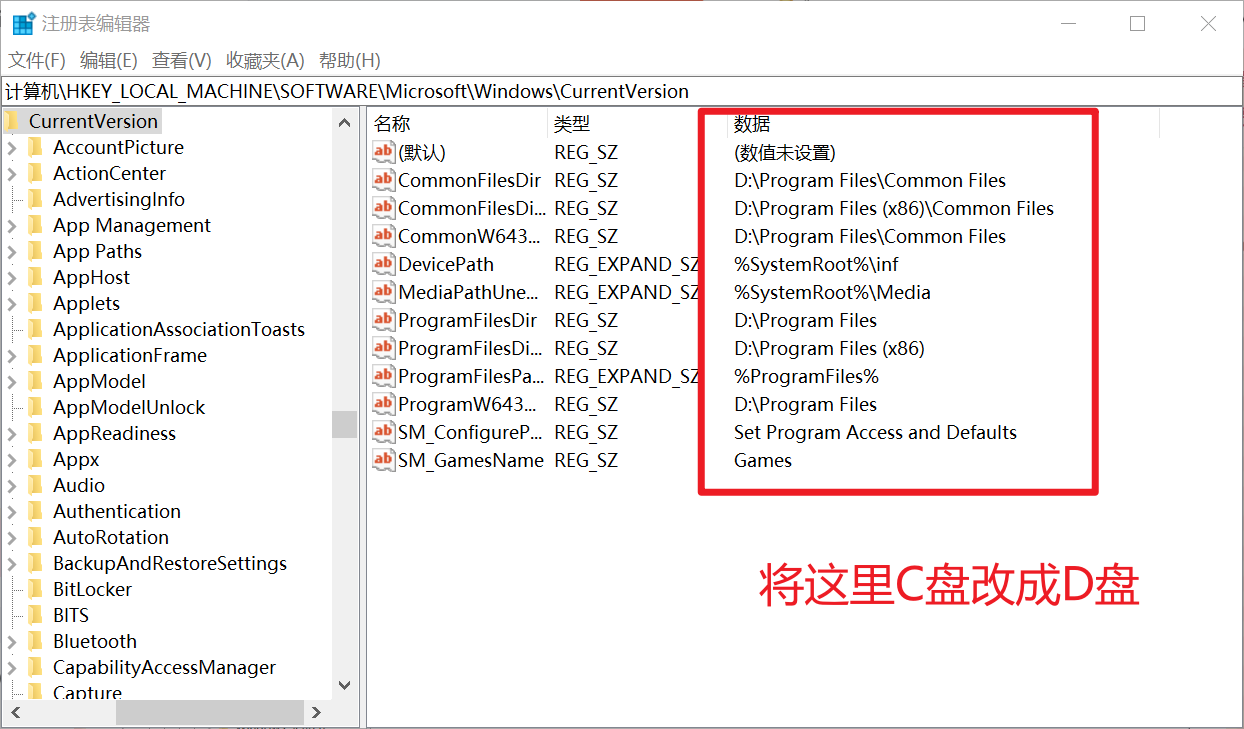 注册表编辑器
文件(F) 编辑(E) 查看(V) 收藏夹(A) 帮助(H)
计算机\HKEY_LOCAL_MACHINE\SOFTWARE\Microsoft\Windows\CurrentVersion
CurrentVersion
AccountPicture
ActionCenter
AdvertisingInfo
App Management
App Paths
AppHost
Applets
ApplicationAssociationToasts
ApplicationFrame
AppModel
AppModelUnlock
AppReadiness
Appx
Audio
Authentication
AutoRotation
BackupAndRestoreSettings
BitLocker
BITS
Bluetooth
CapabilityAccessManager
Capture
名称 类型 数据
(默认) REG_SZ (数值未设置)
CommonFilesDir REG_SZ D:\Program Files\Common Files
CommonFilesDi... REG_SZ D:\Program Files (x86)\Common Files
CommonW643... REG_SZ D:\Program Files\Common Files
DevicePath REG_EXPAND_SZ %SystemRoot%\inf
MediaPathUne... REG_EXPAND_SZ %SystemRoot%\Media
ProgramFilesDir REG_SZ D:\Program Files
ProgramFilesDi... REG_SZ D:\Program Files (x86)
ProgramFilesPa... REG_EXPAND_SZ %ProgramFiles%
ProgramW643... REG_SZ D:\Program Files
SM_ConfigureP... REG_SZ Set Program Access and Defaults
SM_GamesName REG_SZ Games
将这里C盘改成D盘